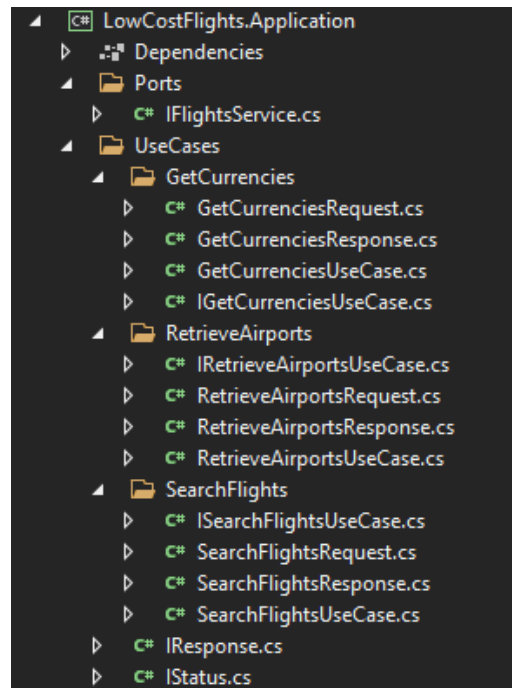 C# LowCostFlights.Application
Dependencies
Ports
C# IFlightsService.cs
UseCases
GetCurrencies
C# GetCurrenciesRequest.cs
C# GetCurrenciesResponse.cs
C# GetCurrenciesUseCase.cs
C# IGetCurrenciesUseCase.cs
RetrieveAirports
C# IRetrieveAirportsUseCase.cs
C# RetrieveAirportsRequest.cs
C# RetrieveAirportsResponse.cs
C# RetrieveAirportsUseCase.cs
SearchFlights
C# ISearchFlightsUseCase.cs
C# SearchFlightsRequest.cs
C# SearchFlightsResponse.cs
C# SearchFlightsUseCase.cs
C# IResponse.cs
C# IStatus.cs